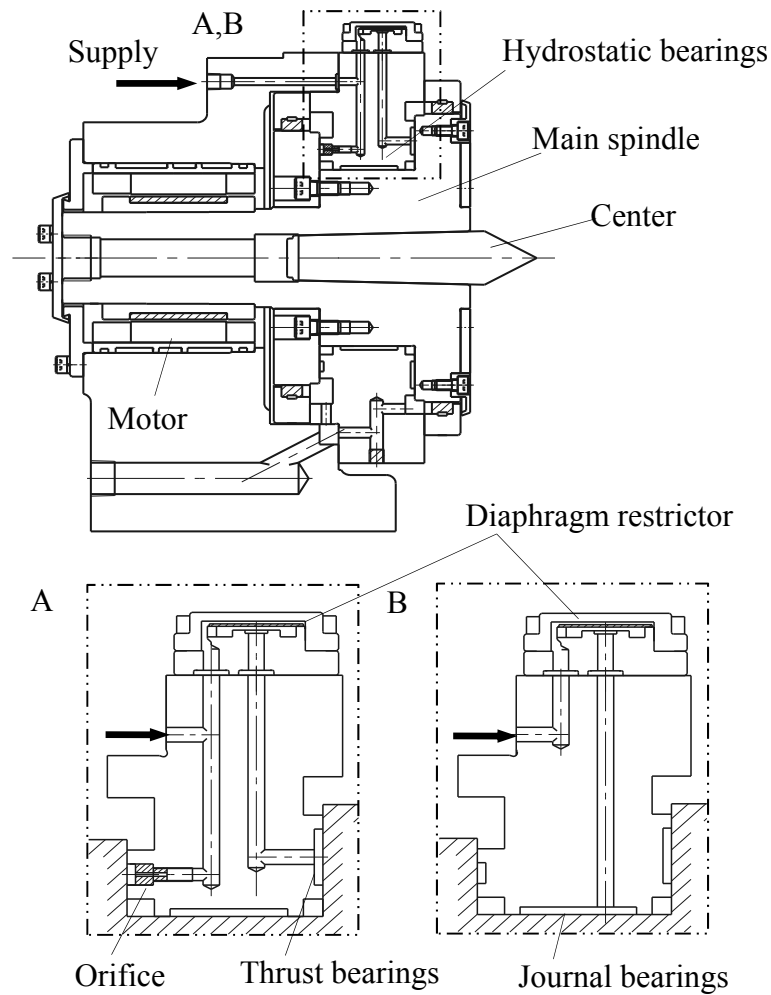 A,B
Supply
Hydrostatic bearings
Main spindle
Center
Motor
Diaphragm restrictor
A
B
Orifice
Thrust bearings
Journal bearings